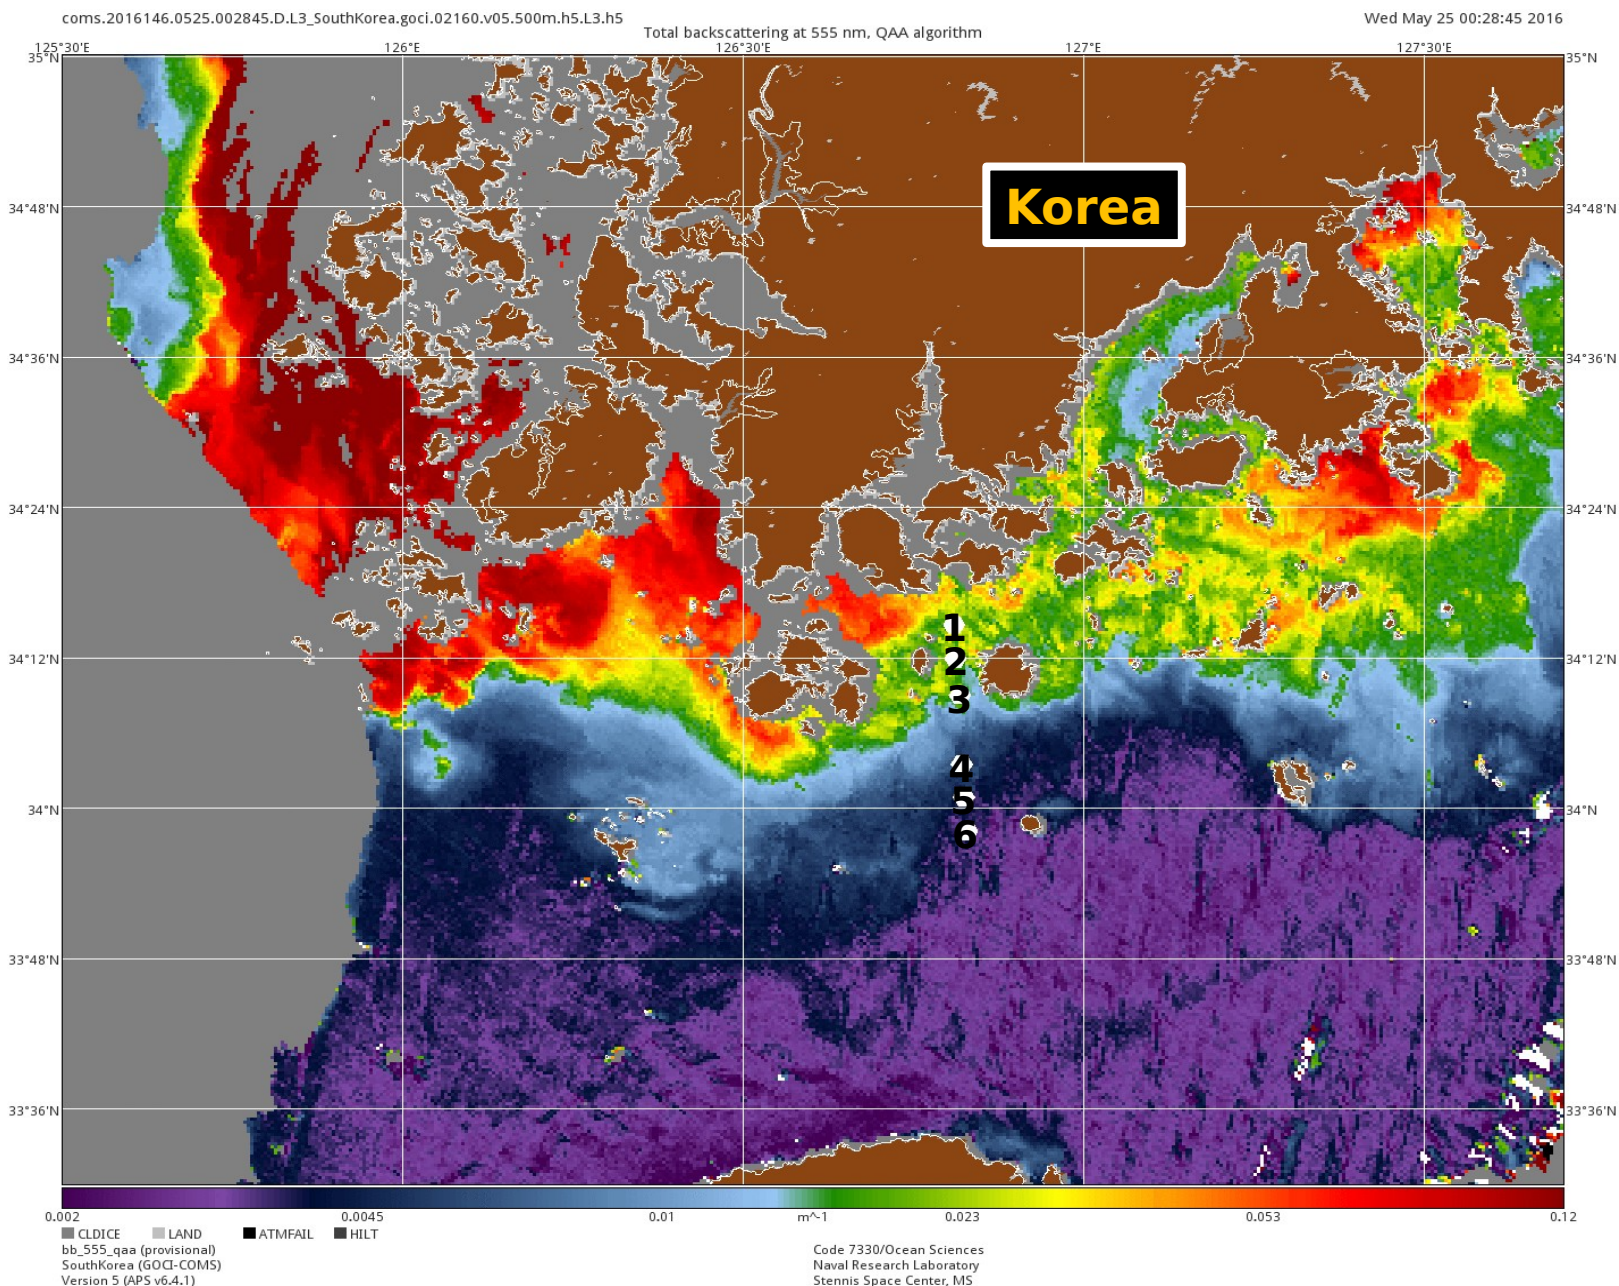 coms.2016146.0525.002845.D.L3_SouthKorea.goci.02160.v05.500m.h5.L3.h5
Wed May 25 00:28:45 2016
Total backscattering at 555 nm, QAA algorithm
125°30'E 126°E 126°30'E 127°E 127°30'E
35°N 35°N
Korea
34°48'N 34°48'N
34°36'N 34°36'N
34°24'N 34°24'N
1
34°12'N 2 34°12'N
3
4
34°N 5 34°N
6
33°48'N 33°48'N
33°36'N 33°36'N
0.002 0.0045 0.01 m^-1 0.023 0.053 0.12
CLDICE LAND ATMFAIL HILT
bb_555_qaa (provisional)
SouthKorea (GOCI-COMS)
Version 5 (APS v6.4.1)
Code 7330/Ocean Sciences
Naval Research Laboratory
Stennis Space Center, MS